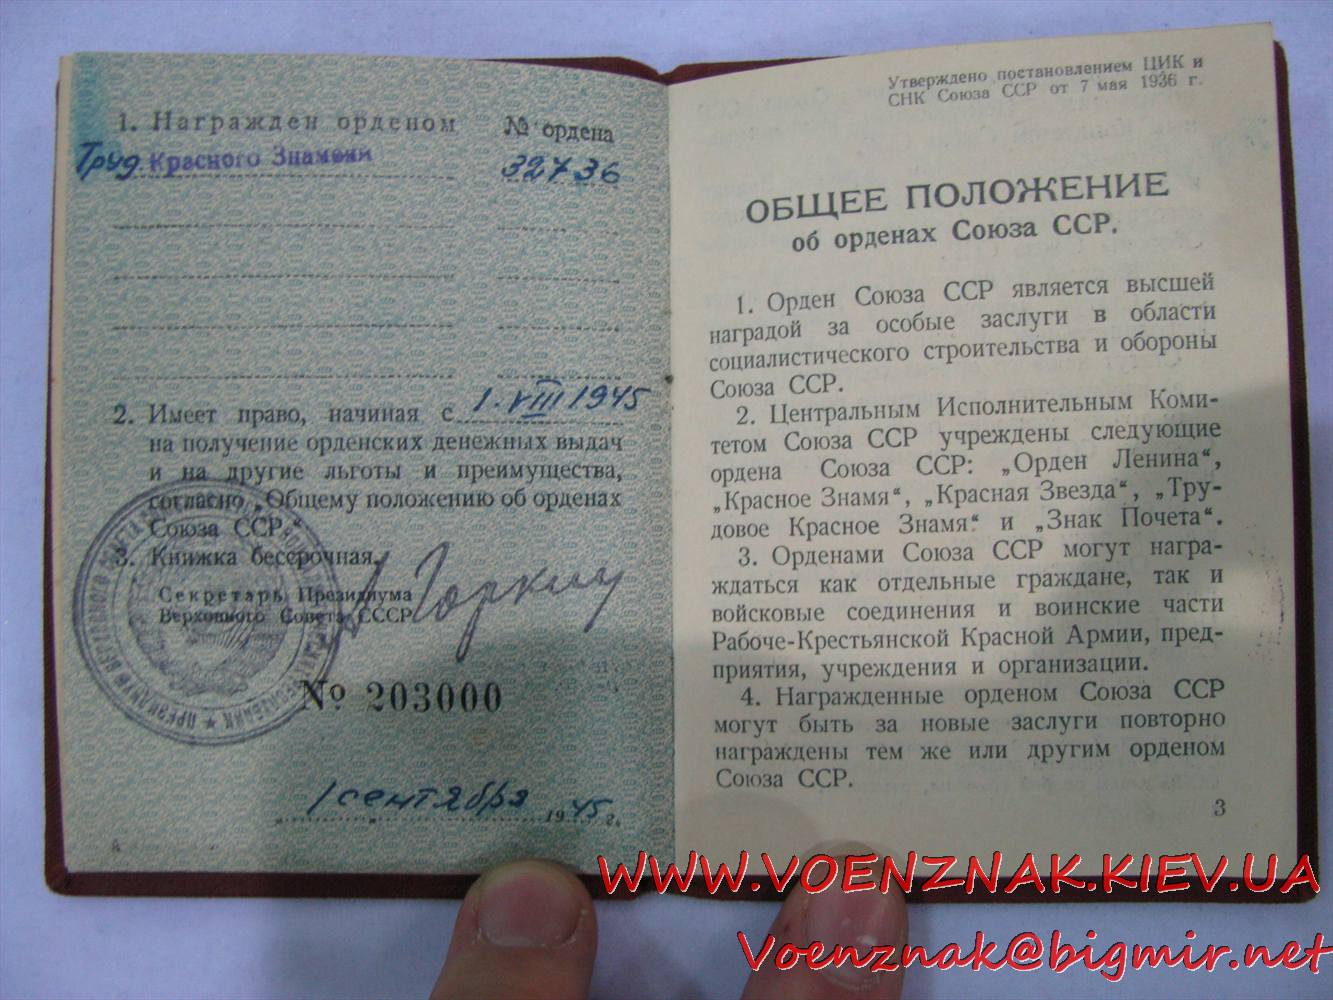 1. Награжден орденом № ордена
Труд. Красного Знамени 32736
2. Имеет право, начиная с 1.VIII 1945
на получение орденских денежных выдач
и на другие льготы и преимущества,
согласно „Общему положению об орденах
Союза ССР.“
3. Книжка бессрочная.
Секретарь Президиума
Верховного Совета СССР
А Горкин
№ 203000
1 сентября 1945 г.
Утверждено постановлением ЦИК и
СНК Союза ССР от 7 мая 1936 г.
ОБЩЕЕ ПОЛОЖЕНИЕ
об орденах Союза ССР.
1. Орден Союза ССР является высшей
наградой за особые заслуги в области
социалистического строительства и обороны
Союза ССР.
2. Центральным Исполнительным Коми-
тетом Союза ССР учреждены следующие
ордена Союза ССР: „Орден Ленина“,
„Красное Знамя“, „Красная Звезда“, „Тру-
довое Красное Знамя“ и „Знак Почета“.
3. Орденами Союза ССР могут награ-
ждаться как отдельные граждане, так и
войсковые соединения и воинские части
Рабоче-Крестьянской Красной Армии, пред-
приятия, учреждения и организации.
4. Награжденные орденом Союза ССР
могут быть за новые заслуги повторно
награждены тем же или другим орденом
Союза ССР.
3
WWW.VOENZNAK.KIEV.UA
Voenznak@bigmir.net